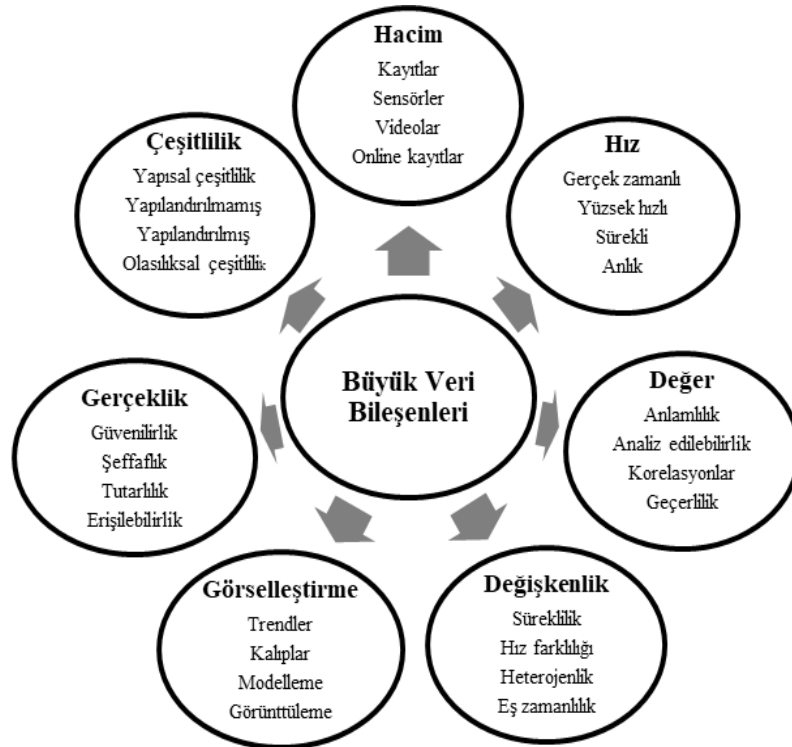 Hacim
Kayıtlar
Sensörler
Videolar
Online kayıtlar
Çeşitlilik
Yapısal çeşitlilik
Yapılandırılmamış
Yapılandırılmış
Olasılıksal çeşitlilik
Hız
Gerçek zamanlı
Yüzsek hızlı
Sürekli
Anlık
Büyük Veri
Bileşenleri
Gerçeklik
Güvenilirlik
Şeffaflık
Tutarlılık
Erişilebilirlik
Değer
Anlamlılık
Analiz edilebilirlik
Korelasyonlar
Geçerlilik
Görselleştirme
Trendler
Kalıplar
Modelleme
Görünttüleme
Değişkenlik
Süreklilik
Hız farklılığı
Heterojenlik
Eş zamanlılık